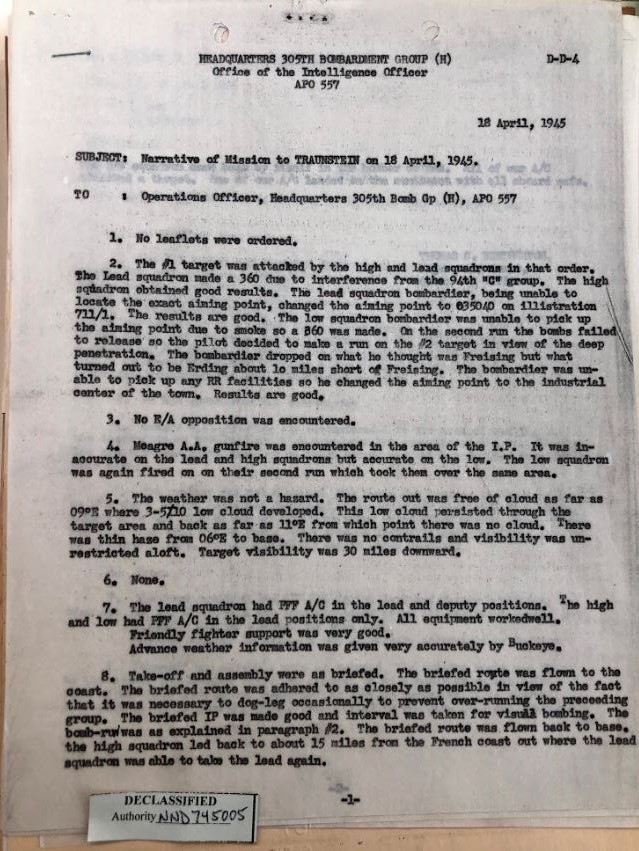 HEADQUARTERS 305TH BOMBARDMENT GROUP (H) D-D-4
Office of the Intelligence Officer
APO 557
18 April, 1945
SUBJECT: Narrative of Mission to TRAUNSTEIN on 18 April, 1945.
TO : Operations Officer, Headquarters 305th Bomb Gp (H), APO 557
1. No leaflets were ordered.
2. The #1 target was attacked by the high and lead squadrons in that order.
The Lead squadron made a 360 due to interference from the 94th "C" group. The high
squadron obtained good results. The lead squadron bombardier, being unable to
locate the exact aiming point, changed the aiming point to 035040 on illistration
711/1. The results are good. The low squadron bombardier was unable to pick up
the aiming point due to smoke so a 360 was made. On the second run the bombs failed
to release so the pilot decided to make a run on the #2 target in view of the deep
penetration. The bombardier dropped on what he thought was Freising but what
turned out to be Erding about 10 miles short of Freising. The bombardier was un-
able to pick up any RR facilities so he changed the aiming point to the industrial
center of the town. Results are good.
3. No E/A opposition was encountered.
4. Meagre A.A. gunfire was encountered in the area of the I.P. It was in-
accurate on the lead and high squadrons but accurate on the low. The low squadron
was again fired on on their second run which took them over the same area.
5. The weather was not a hazard. The route out was free of cloud as far as
09°E where 3-5/10 low cloud developed. This low cloud persisted through the
target area and back as far as 11°E from which point there was no cloud. There
was thin haze from 06°E to base. There was no contrails and visibility was un-
restricted aloft. Target visibility was 30 miles downward.
6. None.
7. The lead squadron had PFF A/C in the lead and deputy positions. The high
and low had PFF A/C in the lead positions only. All equipment workedwell.
Friendly fighter support was very good.
Advance weather information was given very accurately by Buckeye.
8. Take-off and assembly were as briefed. The briefed route was flown to the
coast. The briefed route was adhered to as closely as possible in view of the fact
that it was necessary to dog-leg occasionally to prevent over-running the preceeding
group. The briefed IP was made good and interval was taken for visual bombing. The
bomb-run was as explained in paragraph #2. The briefed route was flown back to base.
the high squadron led back to about 15 miles from the French coast out where the lead
squadron was able to take the lead again.
-1-
DECLASSIFIED
Authority NND745005